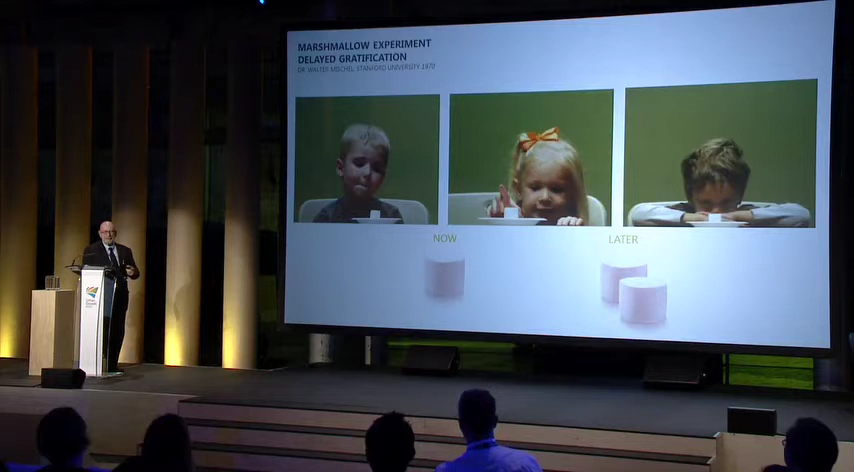 MARSHMALLOW EXPERIMENT
DELAYED GRATIFICATION
DR. WALTER MISCHEL, STANFORD UNIVERSITY 1970
NOW
LATER